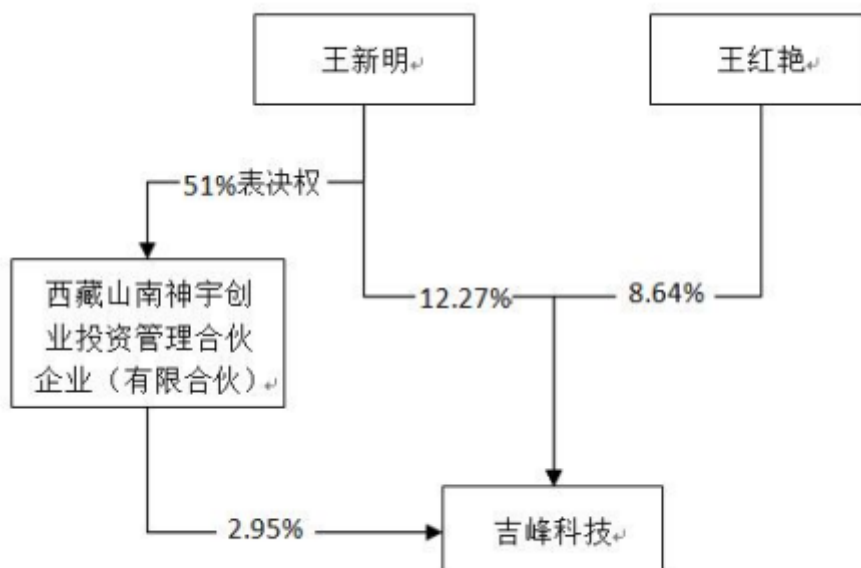 王新明
王红艳
51%表决权
西藏山南神宇创
业投资管理合伙
企业（有限合伙）
12.27%
8.64%
2.95%
吉峰科技